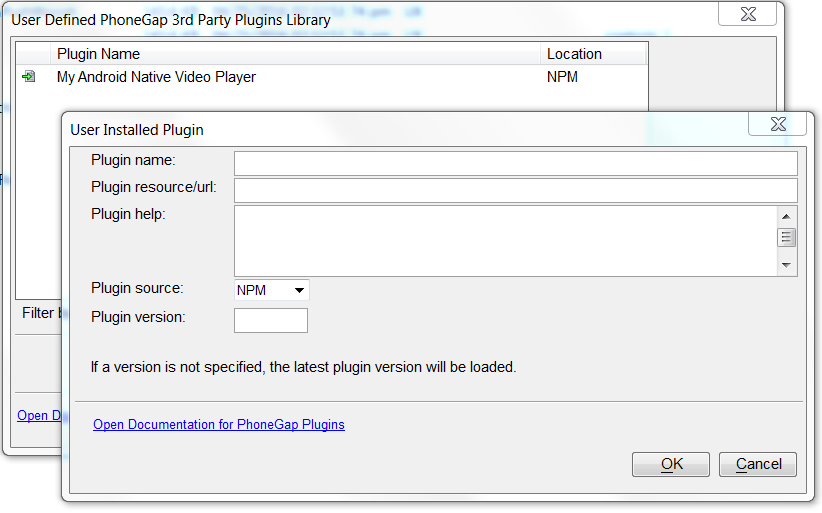 User Defined PhoneGap 3rd Party Plugins Library
Plugin Name Location
My Android Native Video Player NPM
User Installed Plugin
Plugin name:
Plugin resource/url:
Plugin help:
Plugin source: NPM
Filter
Plugin version:
If a version is not specified, the latest plugin version will be loaded.
Open
Open Documentation for PhoneGap Plugins
OK Cancel